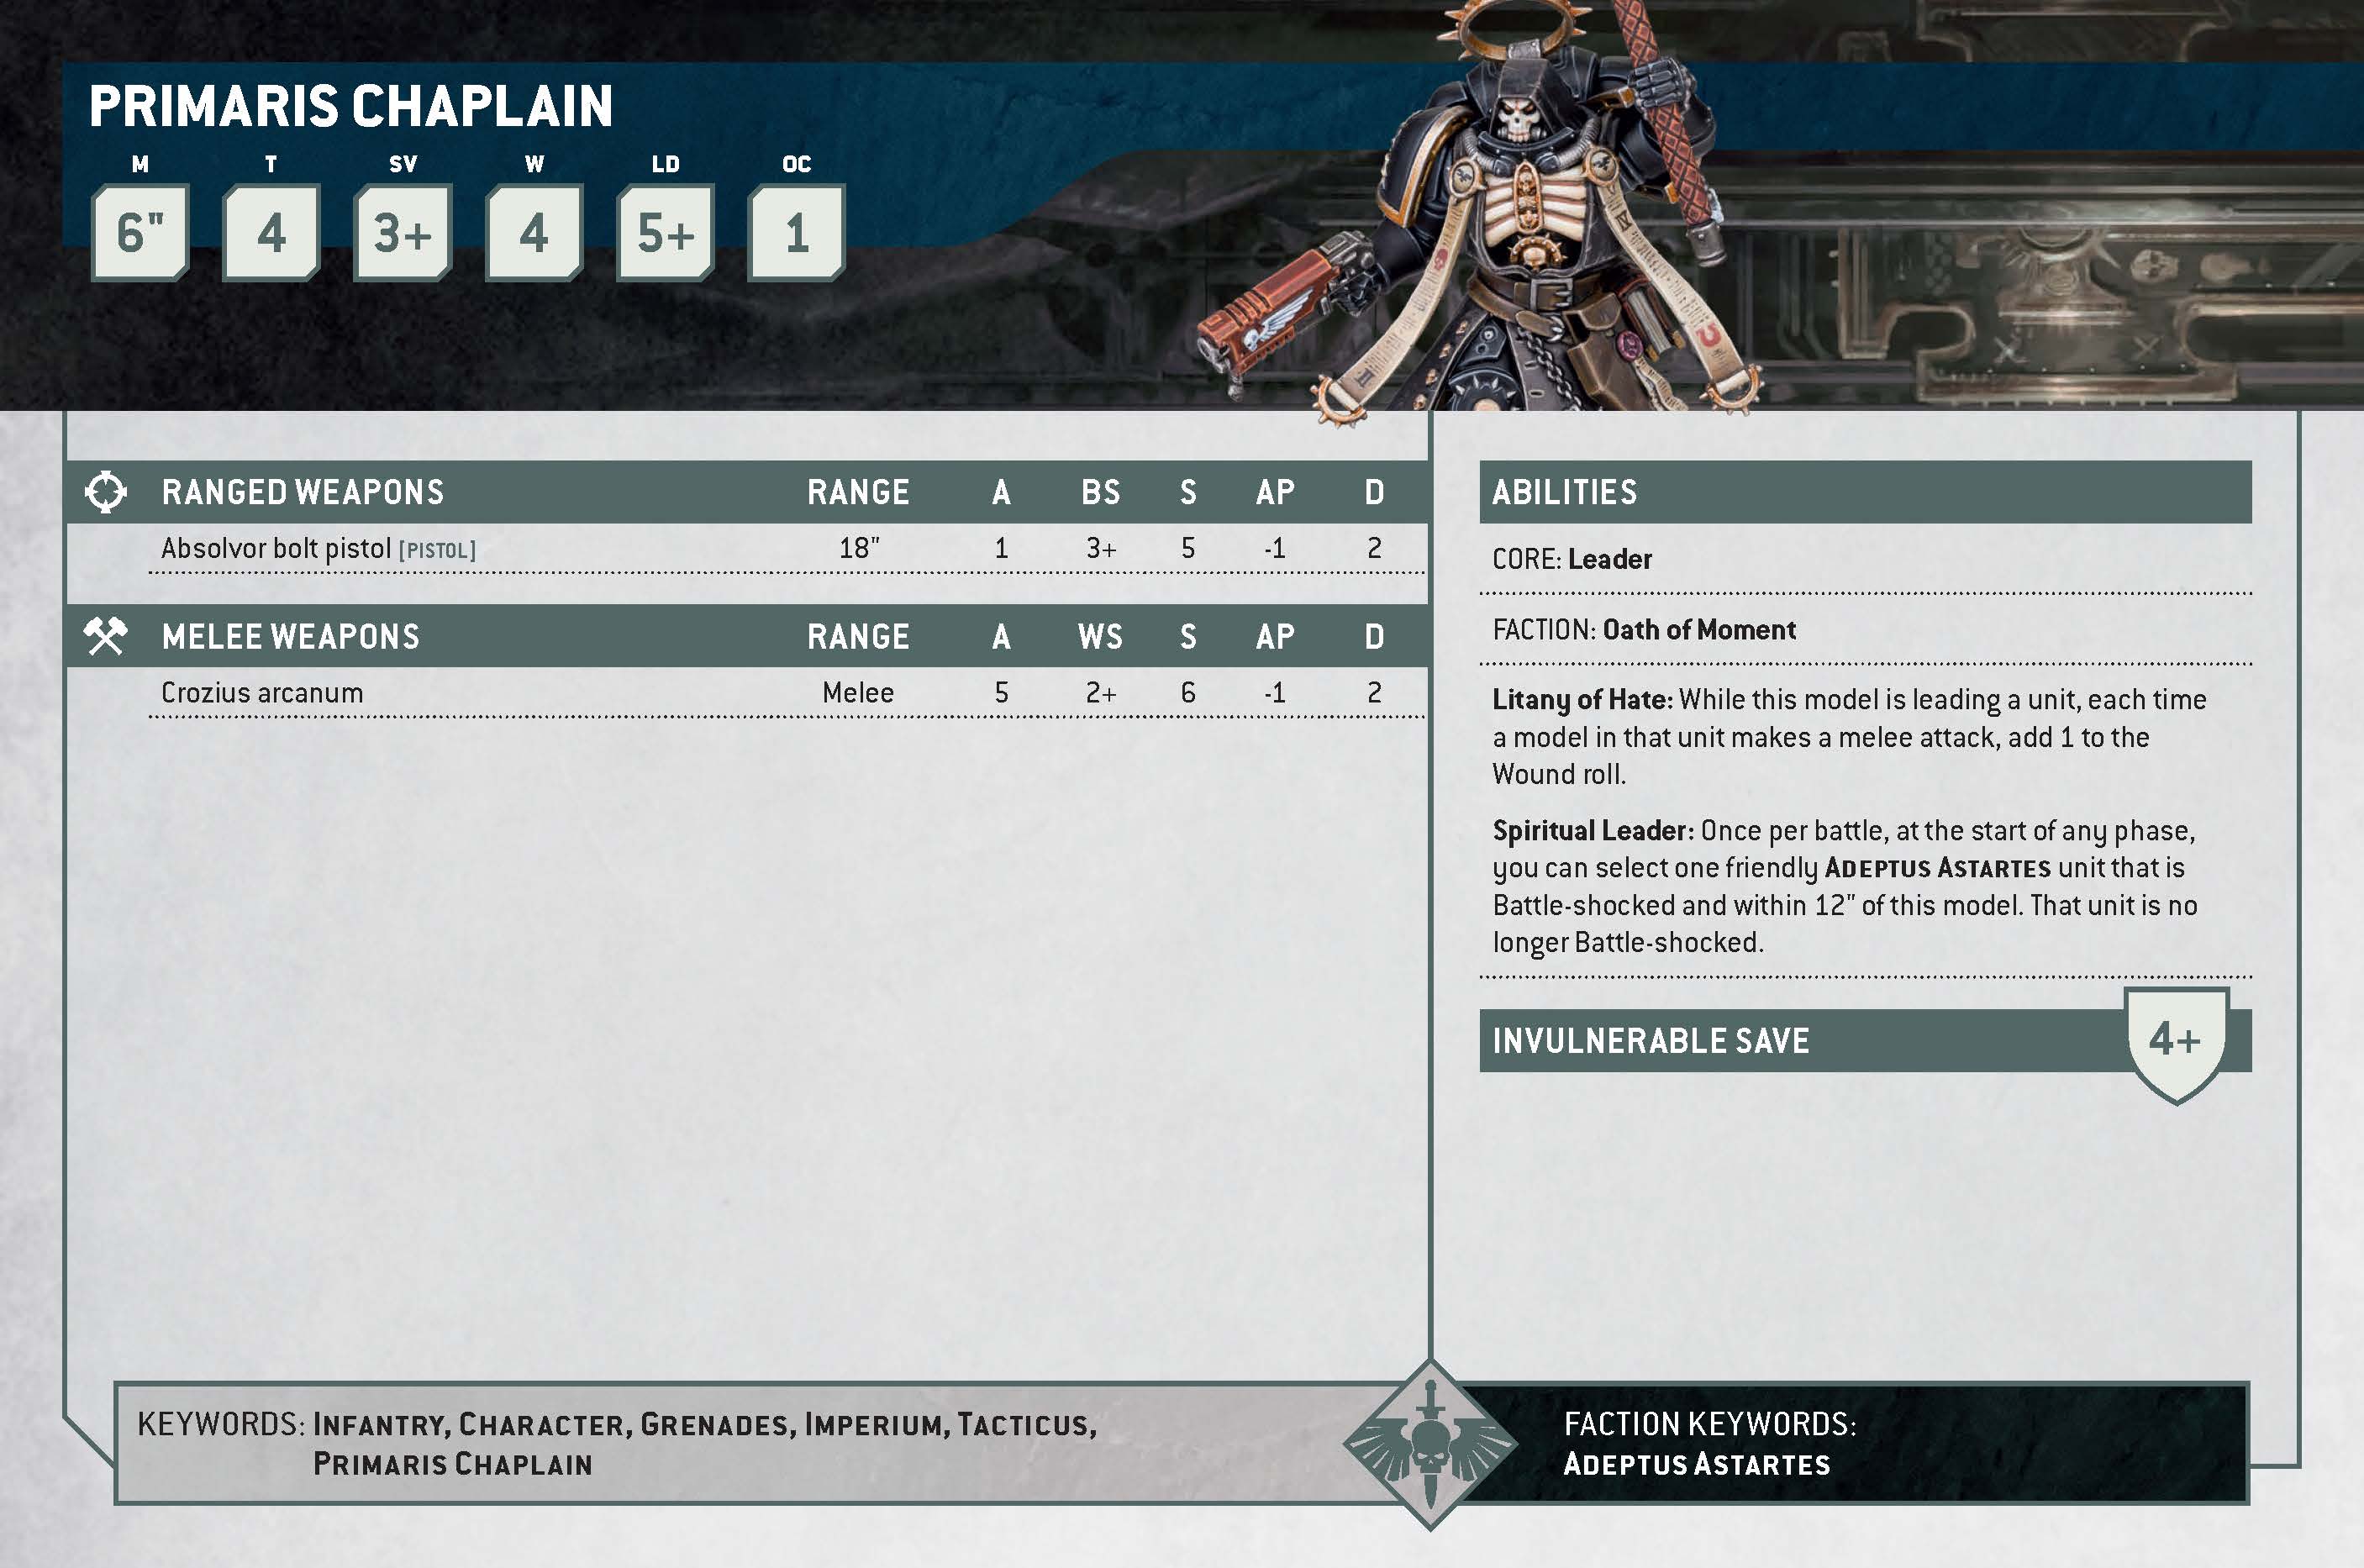 PRIMARIS CHAPLAIN
M T SV W LD OC
6" 4 3+ 4 5+ 1
RANGED WEAPONS RANGE A BS S AP D
Absolvor bolt pistol [PISTOL] 18" 1 3+ 5 -1 2
MELEE WEAPONS RANGE A WS S AP D
Crozius arcanum Melee 5 2+ 6 -1 2
ABILITIES
CORE: Leader
FACTION: Oath of Moment
Litany of Hate: While this model is leading a unit, each time
a model in that unit makes a melee attack, add 1 to the
Wound roll.
Spiritual Leader: Once per battle, at the start of any phase,
you can select one friendly ADEPTUS ASTARTES unit that is
Battle-shocked and within 12" of this model. That unit is no
longer Battle-shocked.
INVULNERABLE SAVE 4+
KEYWORDS: INFANTRY, CHARACTER, GRENADES, IMPERIUM, TACTICUS,
PRIMARIS CHAPLAIN
FACTION KEYWORDS:
ADEPTUS ASTARTES